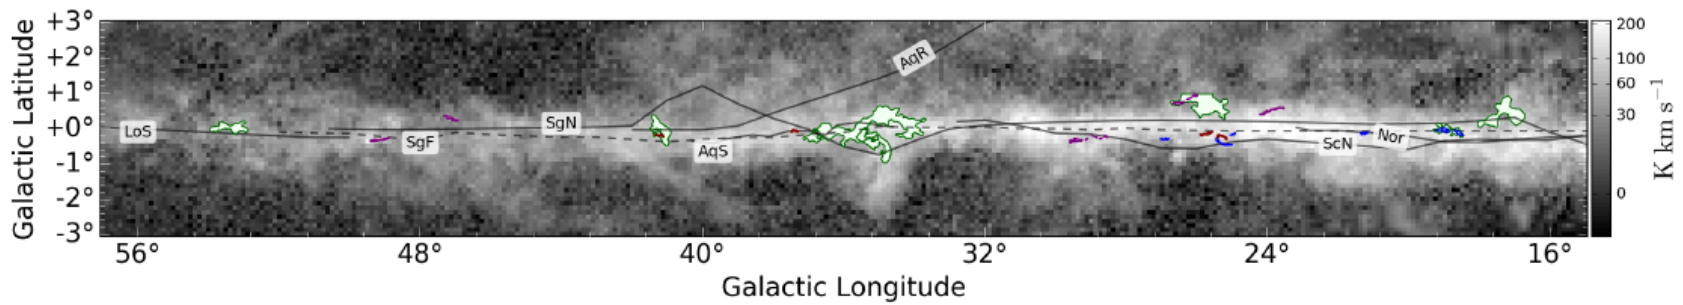 +3°
+2°
+1°
+0°
-1°
-2°
-3°
Galactic Latitude
LoS
SgF
SgN
AqS
AqR
ScN
Nor
56°
48°
40°
32°
24°
16°
Galactic Longitude
200
100
60
30
0
K km s⁻¹